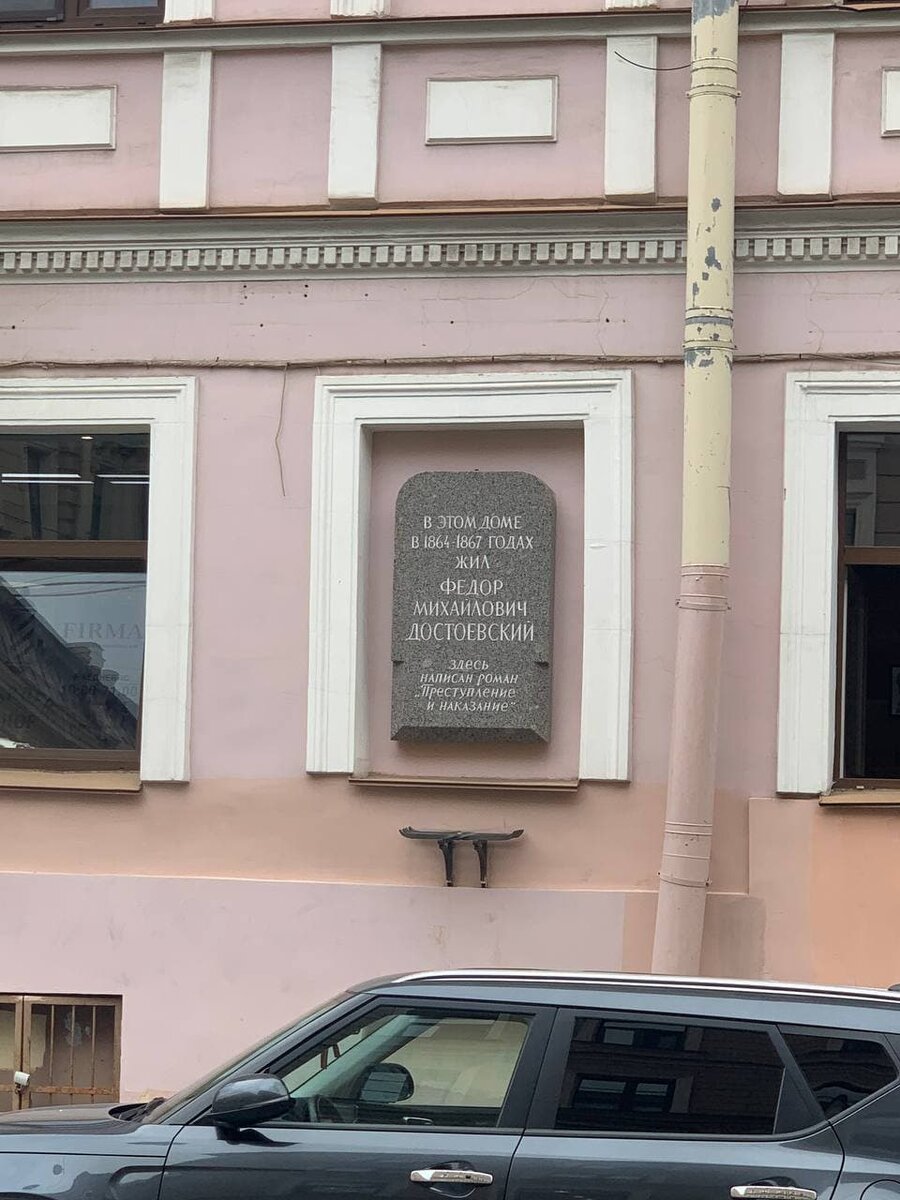 В ЭТОМ ДОМЕ
В 1864-1867 ГОДАХ
ЖИЛ
ФЕДОР
МИХАЙЛОВИЧ
ДОСТОЕВСКИЙ
ЗДЕСЬ
НАПИСАН РОМАН
„Преступление
и НАКАЗАНИЕ"
FIRMA